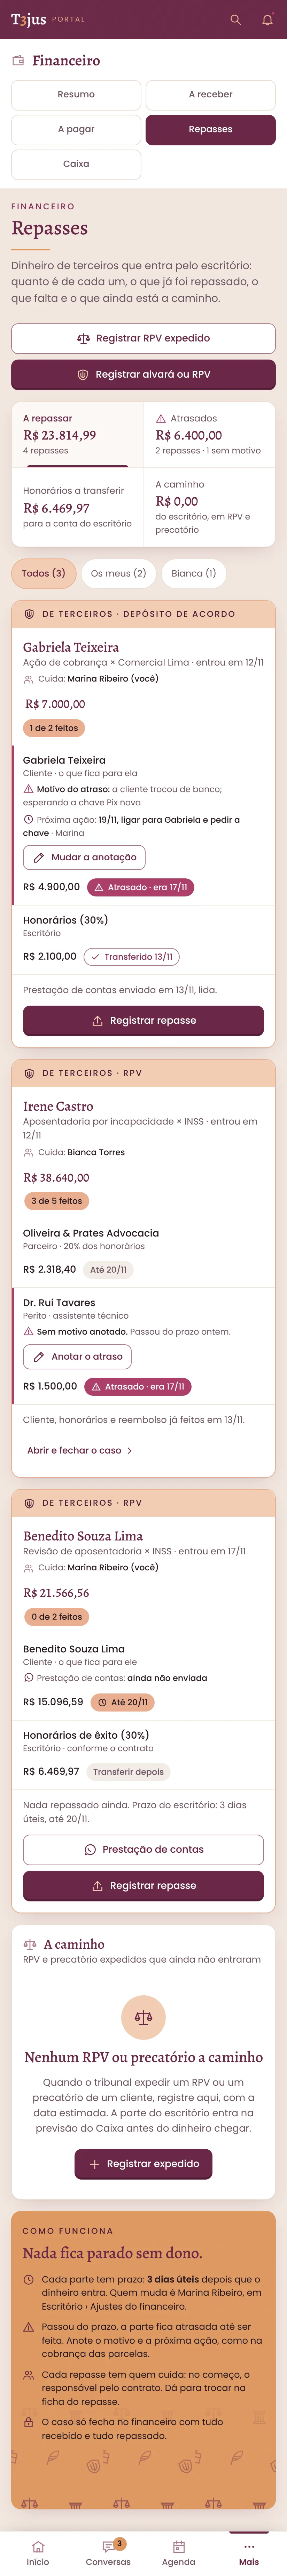 T3jus PORTAL
Financeiro
Resumo
A receber
A pagar
Repasses
Caixa
FINANCEIRO
Repasses
Dinheiro de terceiros que entra pelo escritório:
quanto é de cada um, o que já foi repassado, o
que falta e o que ainda está a caminho.
Registrar RPV expedido
Registrar alvará ou RPV
A repassar
R$ 23.814,99
4 repasses
Atrasados
R$ 6.400,00
2 repasses · 1 sem motivo
Honorários a transferir
R$ 6.469,97
para a conta do escritório
A caminho
R$ 0,00
do escritório, em RPV e
precatório
Todos (3)
Os meus (2)
Bianca (1)
DE TERCEIROS · DEPÓSITO DE ACORDO
Gabriela Teixeira
Ação de cobrança × Comercial Lima · entrou em 12/11
Cuida: Marina Ribeiro (você)
R$ 7.000,00
1 de 2 feitos
Gabriela Teixeira
Cliente · o que fica para ela
Motivo do atraso: a cliente trocou de banco;
esperando a chave Pix nova
Próxima ação: 19/11, ligar para Gabriela e pedir a
chave · Marina
Mudar a anotação
R$ 4.900,00
Atrasado · era 17/11
Honorários (30%)
Escritório
R$ 2.100,00
Transferido 13/11
Prestação de contas enviada em 13/11, lida.
Registrar repasse
DE TERCEIROS · RPV
Irene Castro
Aposentadoria por incapacidade × INSS · entrou em
12/11
Cuida: Bianca Torres
R$ 38.640,00
3 de 5 feitos
Oliveira & Prates Advocacia
Parceiro · 20% dos honorários
R$ 2.318,40
Até 20/11
Dr. Rui Tavares
Perito · assistente técnico
Sem motivo anotado. Passou do prazo ontem.
Anotar o atraso
R$ 1.500,00
Atrasado · era 17/11
Cliente, honorários e reembolso já feitos em 13/11.
Abrir e fechar o caso
DE TERCEIROS · RPV
Benedito Souza Lima
Revisão de aposentadoria × INSS · entrou em 17/11
Cuida: Marina Ribeiro (você)
R$ 21.566,56
0 de 2 feitos
Benedito Souza Lima
Cliente · o que fica para ele
Prestação de contas: ainda não enviada
R$ 15.096,59
Até 20/11
Honorários de êxito (30%)
Escritório · conforme o contrato
R$ 6.469,97
Transferir depois
Nada repassado ainda. Prazo do escritório: 3 dias
úteis, até 20/11.
Prestação de contas
Registrar repasse
A caminho
RPV e precatório expedidos que ainda não entraram
Nenhum RPV ou precatório a caminho
Quando o tribunal expedir um RPV ou um
precatório de um cliente, registre aqui, com a
data estimada. A parte do escritório entra na
previsão do Caixa antes do dinheiro chegar.
Registrar expedido
COMO FUNCIONA
Nada fica parado sem dono.
Cada parte tem prazo: 3 dias úteis depois que o
dinheiro entra. Quem muda é Marina Ribeiro, em
Escritório › Ajustes do financeiro.
Passou do prazo, a parte fica atrasada até ser
feita. Anote o motivo e a próxima ação, como na
cobrança das parcelas.
Cada repasse tem quem cuida: no começo, o
responsável pelo contrato. Dá para trocar na
ficha do repasse.
O caso só fecha no financeiro com tudo
recebido e tudo repassado.
Início
3
Conversas
Agenda
Mais